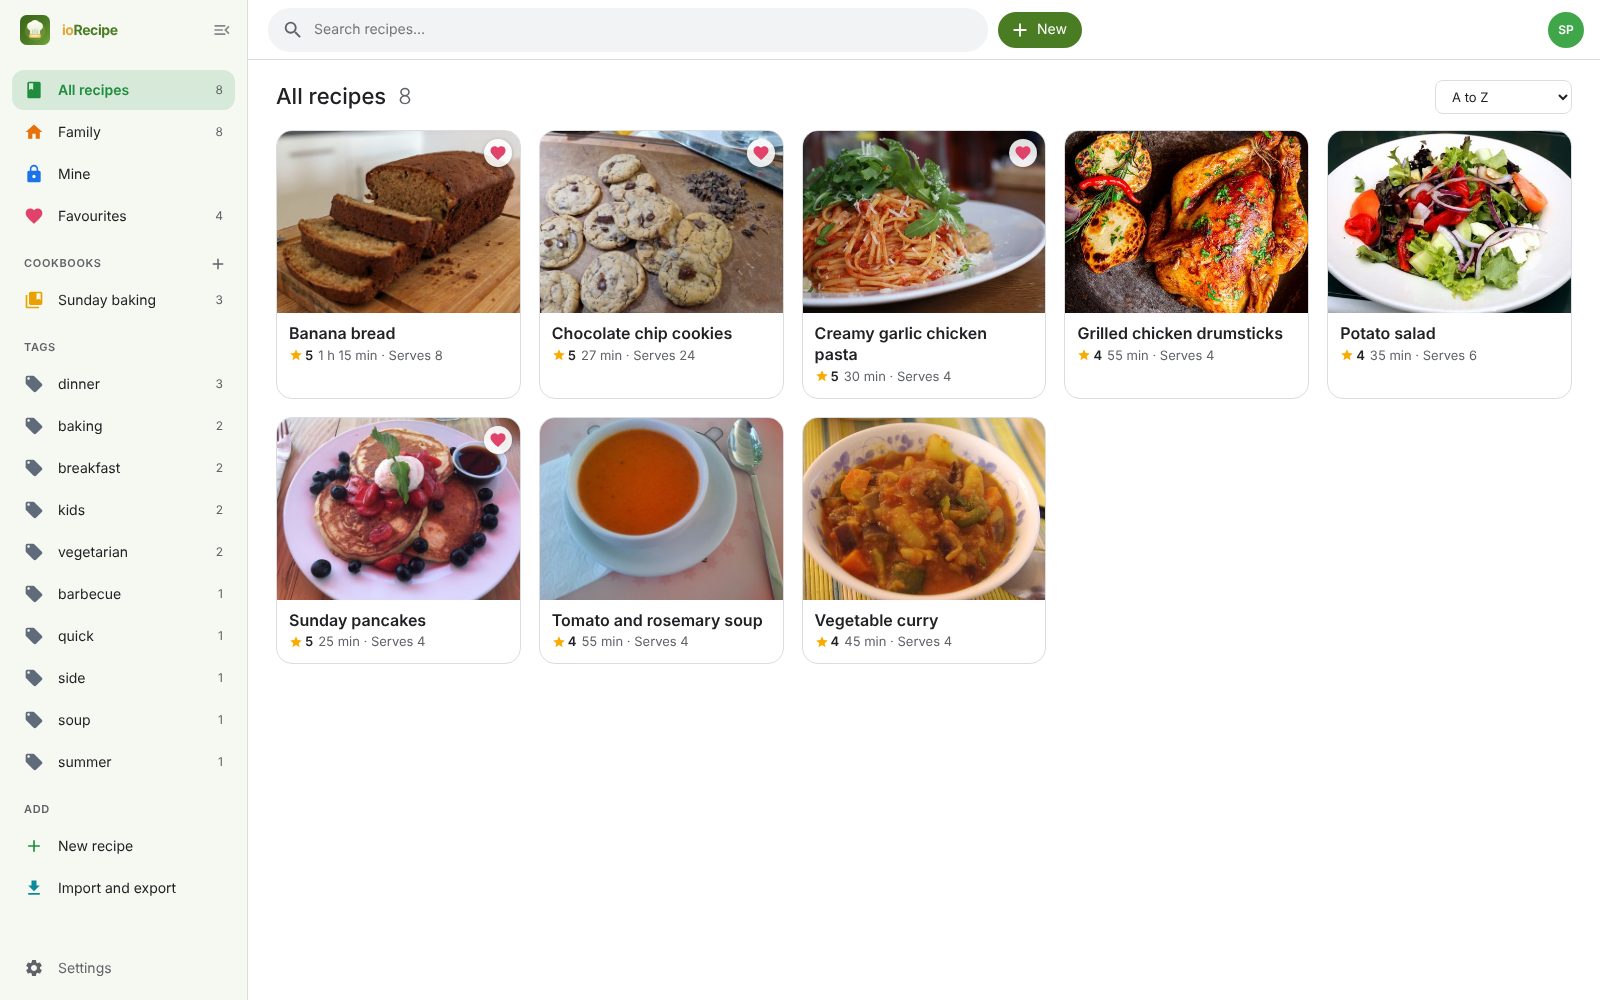 ioRecipe
Search recipes...
New
SP
All recipes 8
Family 8
Mine
Favourites 4
COOKBOOKS
Sunday baking 3
TAGS
dinner 3
baking 2
breakfast 2
kids 2
vegetarian 2
barbecue 1
quick 1
side 1
soup 1
summer 1
ADD
New recipe
Import and export
Settings
All recipes 8
A to Z
Banana bread
5 1 h 15 min · Serves 8
Chocolate chip cookies
5 27 min · Serves 24
Creamy garlic chicken
pasta
5 30 min · Serves 4
Grilled chicken drumsticks
4 55 min · Serves 4
Potato salad
4 35 min · Serves 6
Sunday pancakes
5 25 min · Serves 4
Tomato and rosemary soup
4 55 min · Serves 4
Vegetable curry
4 45 min · Serves 4